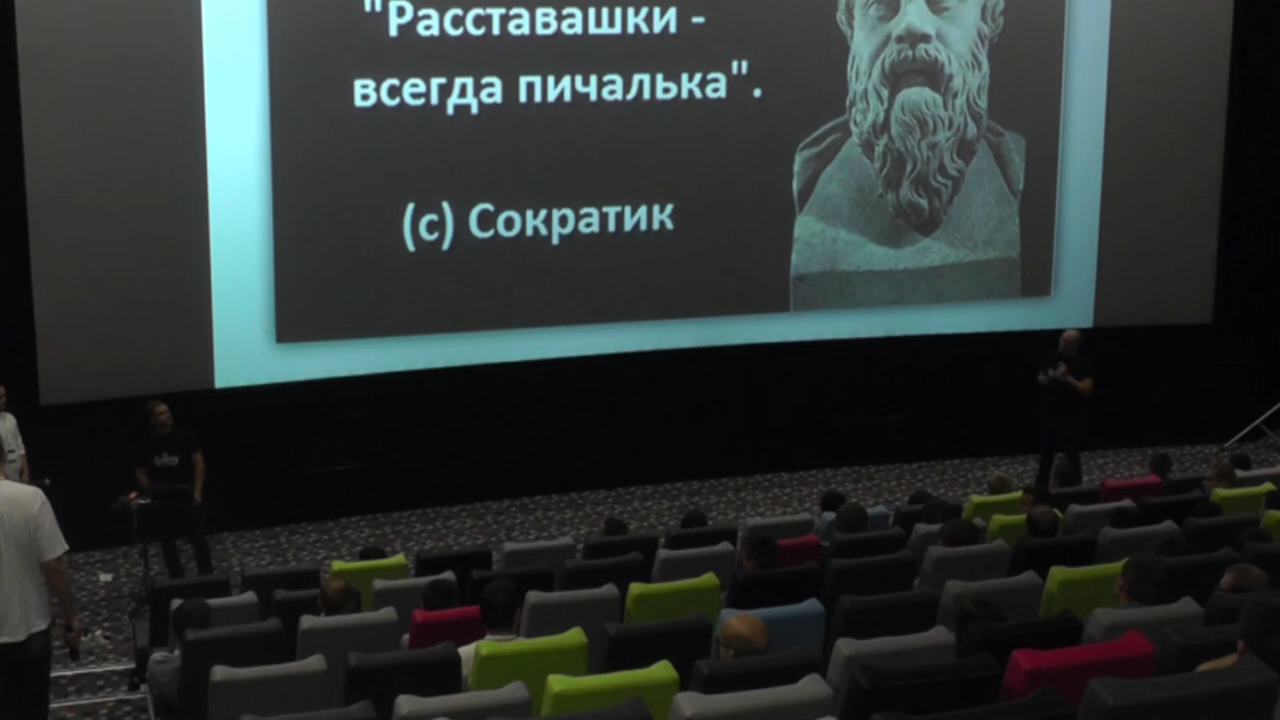 "Расставашки -
всегда пичалька".
(с) Сократик